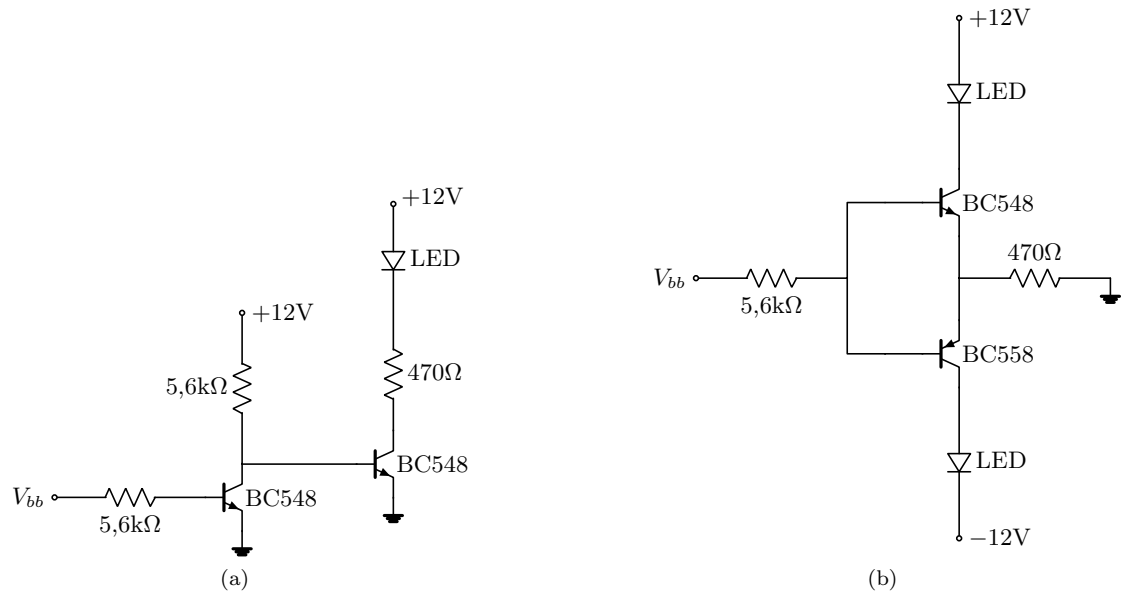 +12V
LED
470Ω
BC548
+12V
5,6kΩ
BC548
V_bb
5,6kΩ
(a)
+12V
LED
BC548
470Ω
V_bb
5,6kΩ
BC558
LED
−12V
(b)